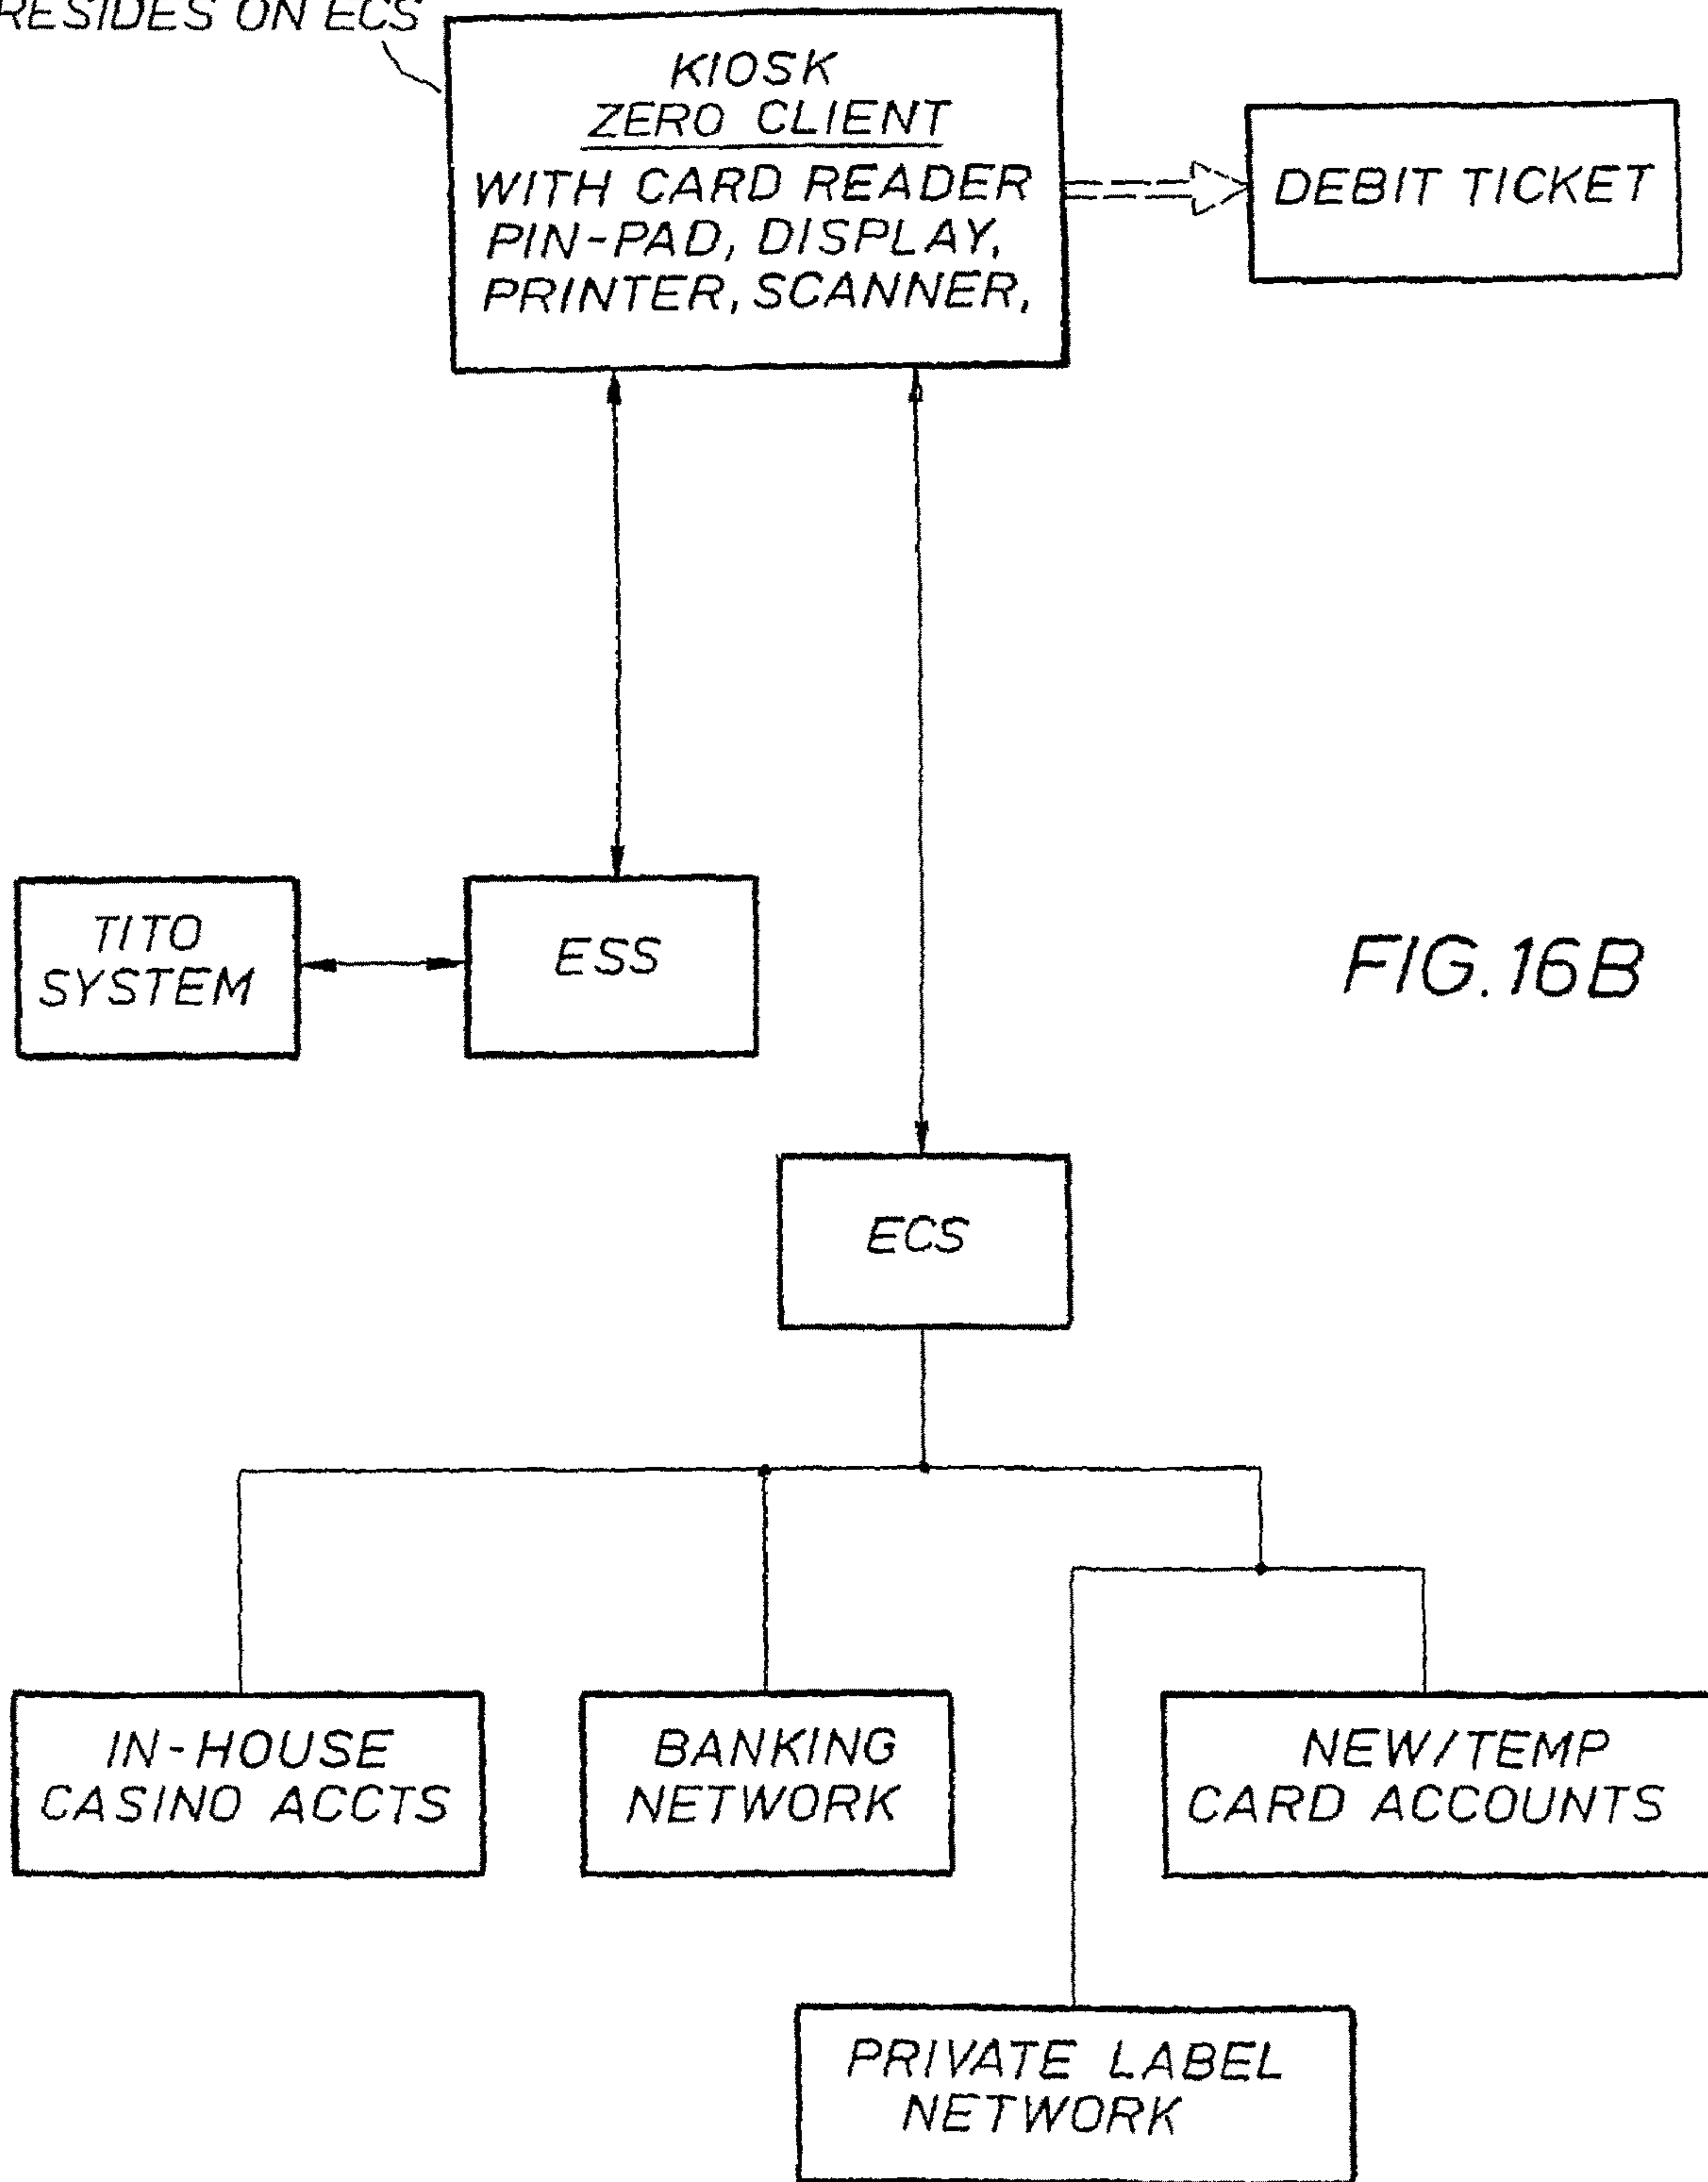 RESIDES ON ECS
KIOSK
ZERO CLIENT
WITH CARD READER
PIN-PAD, DISPLAY,
PRINTER, SCANNER,
DEBIT TICKET
TITO
SYSTEM
ESS
FIG. 16B
ECS
IN-HOUSE
CASINO ACCTS
BANKING
NETWORK
NEW/TEMP
CARD ACCOUNTS
PRIVATE LABEL
NETWORK